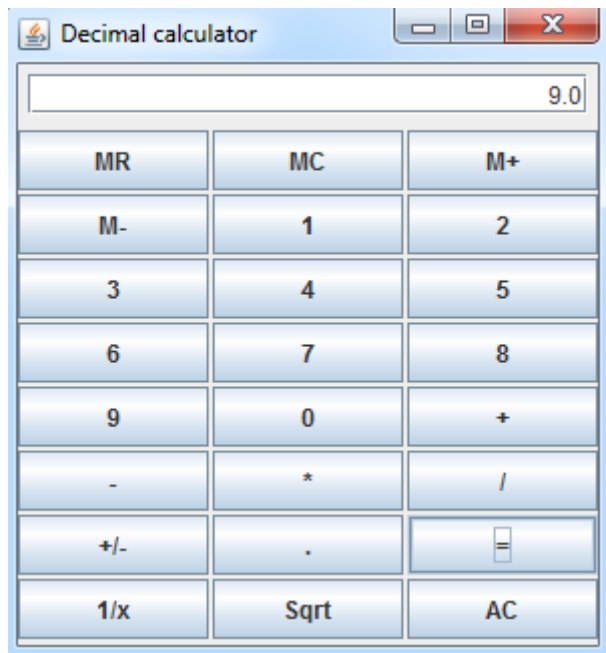 Decimal calculator
9.0
MR MC M+
M- 1 2
3 4 5
6 7 8
9 0 +
- * /
+/- . =
1/x Sqrt AC